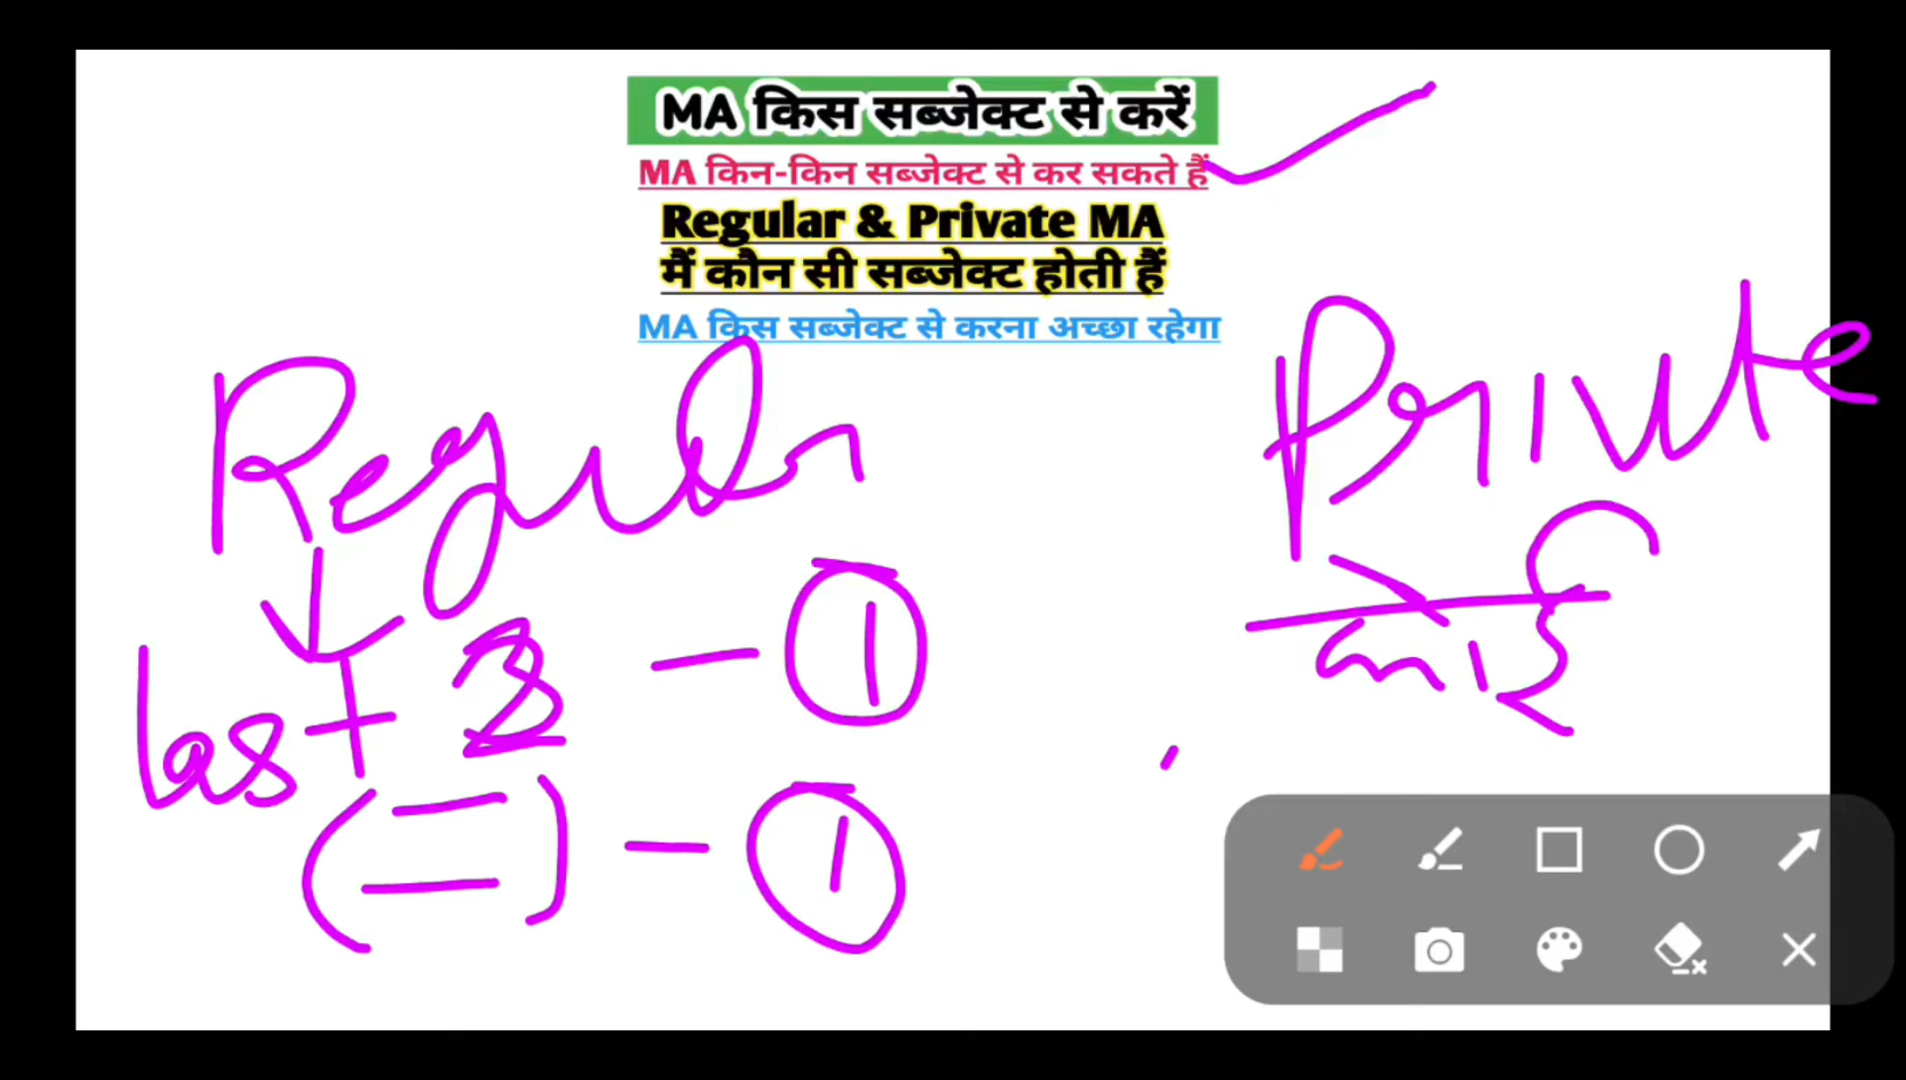 MA किस सब्जेक्ट से करें
MA किन-किन सब्जेक्ट से कर सकते हैं
Regular & Private MA
मैं कौन सी सब्जेक्ट होती हैं
MA किस सब्जेक्ट से करना अच्छा रहेगा
Regular
Private
last - 1
कोई
(=) - 1